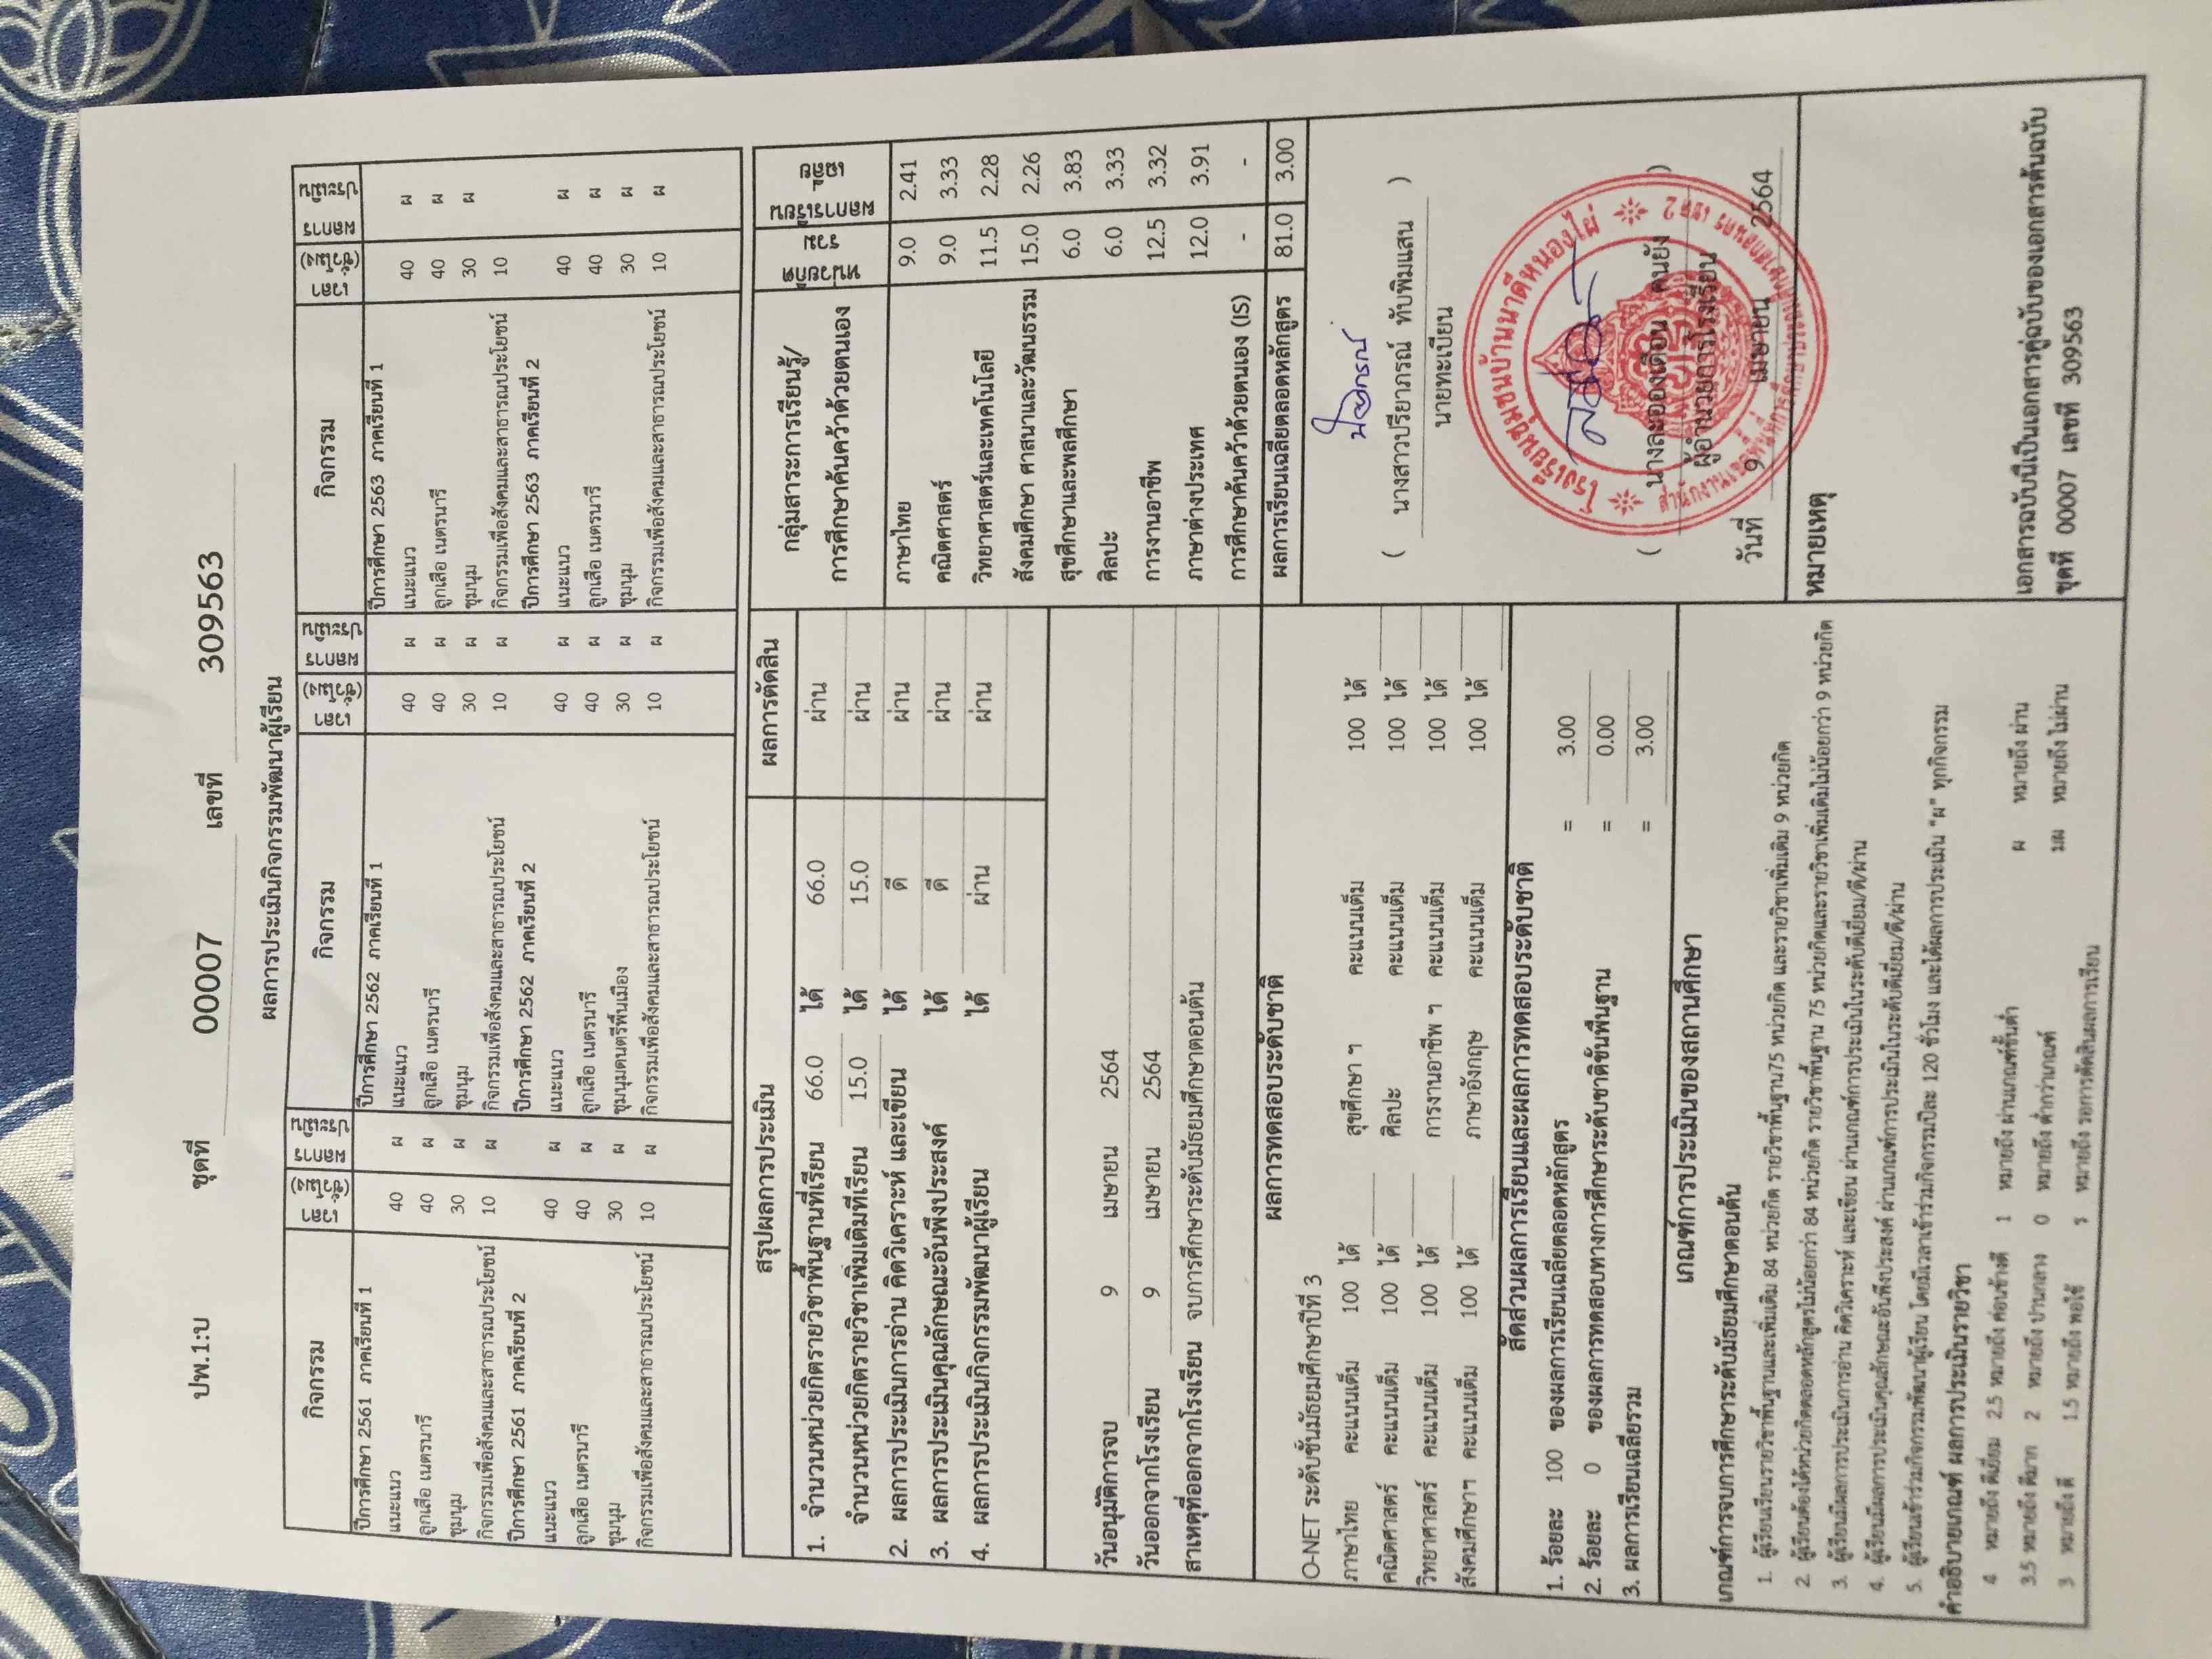 ปพ.1:บ ชุดที่ 00007 เลขที่ 309563
ผลการประเมินกิจกรรมพัฒนาผู้เรียน
กิจกรรม เวลา (ชั่วโมง) ผลการประเมิน กิจกรรม เวลา (ชั่วโมง) ผลการประเมิน กิจกรรม เวลา (ชั่วโมง) ผลการประเมิน
ปีการศึกษา 2561 ภาคเรียนที่ 1 ปีการศึกษา 2562 ภาคเรียนที่ 1 ปีการศึกษา 2563 ภาคเรียนที่ 1
แนะแนว 40 ผ แนะแนว 40 ผ แนะแนว 40 ผ
ลูกเสือ เนตรนารี 40 ผ ลูกเสือ เนตรนารี 40 ผ ลูกเสือ เนตรนารี 40 ผ
ชุมนุม 30 ผ ชุมนุม 30 ผ ชุมนุม 30 ผ
กิจกรรมเพื่อสังคมและสาธารณประโยชน์ 10 ผ กิจกรรมเพื่อสังคมและสาธารณประโยชน์ 10 ผ กิจกรรมเพื่อสังคมและสาธารณประโยชน์ 10
ปีการศึกษา 2561 ภาคเรียนที่ 2 ปีการศึกษา 2562 ภาคเรียนที่ 2 ปีการศึกษา 2563 ภาคเรียนที่ 2
แนะแนว 40 ผ แนะแนว 40 ผ แนะแนว 40 ผ
ลูกเสือ เนตรนารี 40 ผ ลูกเสือ เนตรนารี 40 ผ ลูกเสือ เนตรนารี 40 ผ
ชุมนุม 30 ผ ชุมนุมดนตรีพื้นเมือง 30 ผ ชุมนุม 30 ผ
กิจกรรมเพื่อสังคมและสาธารณประโยชน์ 10 ผ กิจกรรมเพื่อสังคมและสาธารณประโยชน์ 10 ผ กิจกรรมเพื่อสังคมและสาธารณประโยชน์ 10 ผ
สรุปผลการประเมิน ผลการตัดสิน
1. จำนวนหน่วยกิตรายวิชาพื้นฐานที่เรียน 66.0 ได้ 66.0 ผ่าน
จำนวนหน่วยกิตรายวิชาเพิ่มเติมที่เรียน 15.0 ได้ 15.0 ผ่าน
2. ผลการประเมินการอ่าน คิดวิเคราะห์ และเขียน ได้ ดี ผ่าน
3. ผลการประเมินคุณลักษณะอันพึงประสงค์ ได้ ดี ผ่าน
4. ผลการประเมินกิจกรรมพัฒนาผู้เรียน ได้ ผ่าน ผ่าน
วันอนุมัติการจบ 9 เมษายน 2564
วันออกจากโรงเรียน 9 เมษายน 2564
สาเหตุที่ออกจากโรงเรียน จบการศึกษาระดับมัธยมศึกษาตอนต้น
กลุ่มสาระการเรียนรู้/ หน่วยกิตรวม ผลการเรียนเฉลี่ย
การศึกษาค้นคว้าด้วยตนเอง
ภาษาไทย 9.0 2.41
คณิตศาสตร์ 9.0 3.33
วิทยาศาสตร์และเทคโนโลยี 11.5 2.28
สังคมศึกษา ศาสนาและวัฒนธรรม 15.0 2.26
สุขศึกษาและพลศึกษา 6.0 3.83
ศิลปะ 6.0 3.33
การงานอาชีพ 12.5 3.32
ภาษาต่างประเทศ 12.0 3.91
การศึกษาค้นคว้าด้วยตนเอง (IS) - -
ผลการเรียนเฉลี่ยตลอดหลักสูตร 81.0 3.00
ผลการทดสอบระดับชาติ
O-NET ระดับชั้นมัธยมศึกษาปีที่ 3
ภาษาไทย คะแนนเต็ม 100 ได้ สุขศึกษา ฯ คะแนนเต็ม 100 ได้
คณิตศาสตร์ คะแนนเต็ม 100 ได้ ศิลปะ คะแนนเต็ม 100 ได้
วิทยาศาสตร์ คะแนนเต็ม 100 ได้ การงานอาชีพ ฯ คะแนนเต็ม 100 ได้
สังคมศึกษาฯ คะแนนเต็ม 100 ได้ ภาษาอังกฤษ คะแนนเต็ม 100 ได้
สัดส่วนผลการเรียนและผลการทดสอบระดับชาติ
1. ร้อยละ 100 ของผลการเรียนเฉลี่ยตลอดหลักสูตร = 3.00
2. ร้อยละ 0 ของผลการทดสอบทางการศึกษาระดับชาติขั้นพื้นฐาน = 0.00
3. ผลการเรียนเฉลี่ยรวม = 3.00
( นางสาวปรียาภรณ์ ทับพิมแสน )
นายทะเบียน
โรงเรียนชุมชนบ้านนาดีหนองไผ่
( นางละอองเดือน คนยัง )
ผู้อำนวยการโรงเรียน
วันที่ 9 เมษายน 2564
เกณฑ์การประเมินของสถานศึกษา
เกณฑ์การจบการศึกษาระดับมัธยมศึกษาตอนต้น
1. ผู้เรียนเรียนรายวิชาพื้นฐานและเพิ่มเติม 84 หน่วยกิต รายวิชาพื้นฐาน75 หน่วยกิต และรายวิชาเพิ่มเติม 9 หน่วยกิต
2. ผู้เรียนต้องได้หน่วยกิตตลอดหลักสูตรไม่น้อยกว่า 84 หน่วยกิต รายวิชาพื้นฐาน 75 หน่วยกิตและรายวิชาเพิ่มเติมไม่น้อยกว่า 9 หน่วยกิต
3. ผู้เรียนมีผลการประเมินการอ่าน คิดวิเคราะห์ และเขียน ผ่านเกณฑ์การประเมินในระดับดีเยี่ยม/ดี/ผ่าน
4. ผู้เรียนมีผลการประเมินคุณลักษณะอันพึงประสงค์ ผ่านเกณฑ์การประเมินในระดับดีเยี่ยม/ดี/ผ่าน
5. ผู้เรียนเข้าร่วมกิจกรรมพัฒนาผู้เรียน โดยมีเวลาเข้าร่วมกิจกรรมปีละ 120 ชั่วโมง และได้ผลการประเมิน "ผ" ทุกกิจกรรม
คำอธิบายเกณฑ์ ผลการประเมินรายวิชา
4 หมายถึง ดีเยี่ยม 2.5 หมายถึง ค่อนข้างดี 1 หมายถึง ผ่านเกณฑ์ขั้นต่ำ ผ หมายถึง ผ่าน
3.5 หมายถึง ดีมาก 2 หมายถึง ปานกลาง 0 หมายถึง ต่ำกว่าเกณฑ์ มผ หมายถึง ไม่ผ่าน
3 หมายถึง ดี 1.5 หมายถึง พอใช้ ร หมายถึง รอการตัดสินผลการเรียน
หมายเหตุ
เอกสารฉบับนี้เป็นเอกสารคู่ฉบับของเอกสารต้นฉบับ
ชุดที่ 00007 เลขที่ 309563